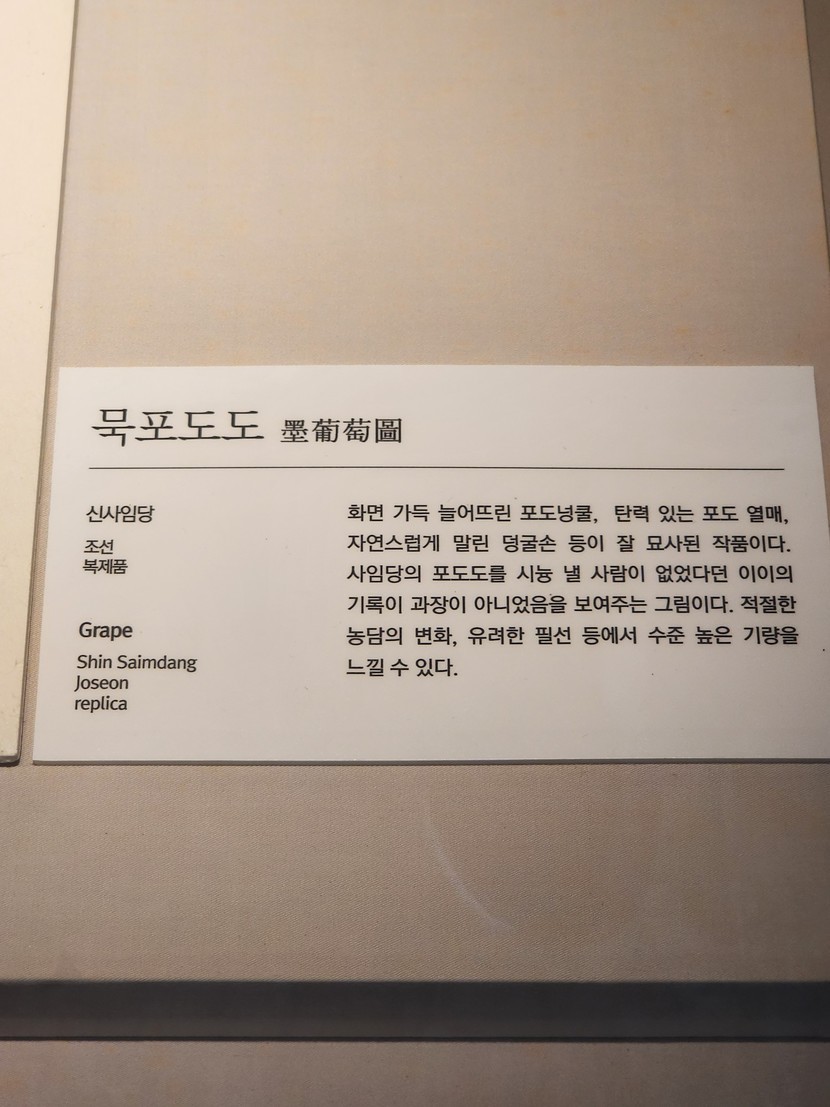 묵포도도 墨葡萄圖
신사임당
조선
복제품
Grape
Shin Saimdang
Joseon
replica
화면 가득 늘어뜨린 포도넝쿨, 탄력 있는 포도 열매,
자연스럽게 말린 덩굴손 등이 잘 묘사된 작품이다.
사임당의 포도도를 시늉 낼 사람이 없었다던 이이의
기록이 과장이 아니었음을 보여주는 그림이다. 적절한
농담의 변화, 유려한 필선 등에서 수준 높은 기량을
느낄 수 있다.